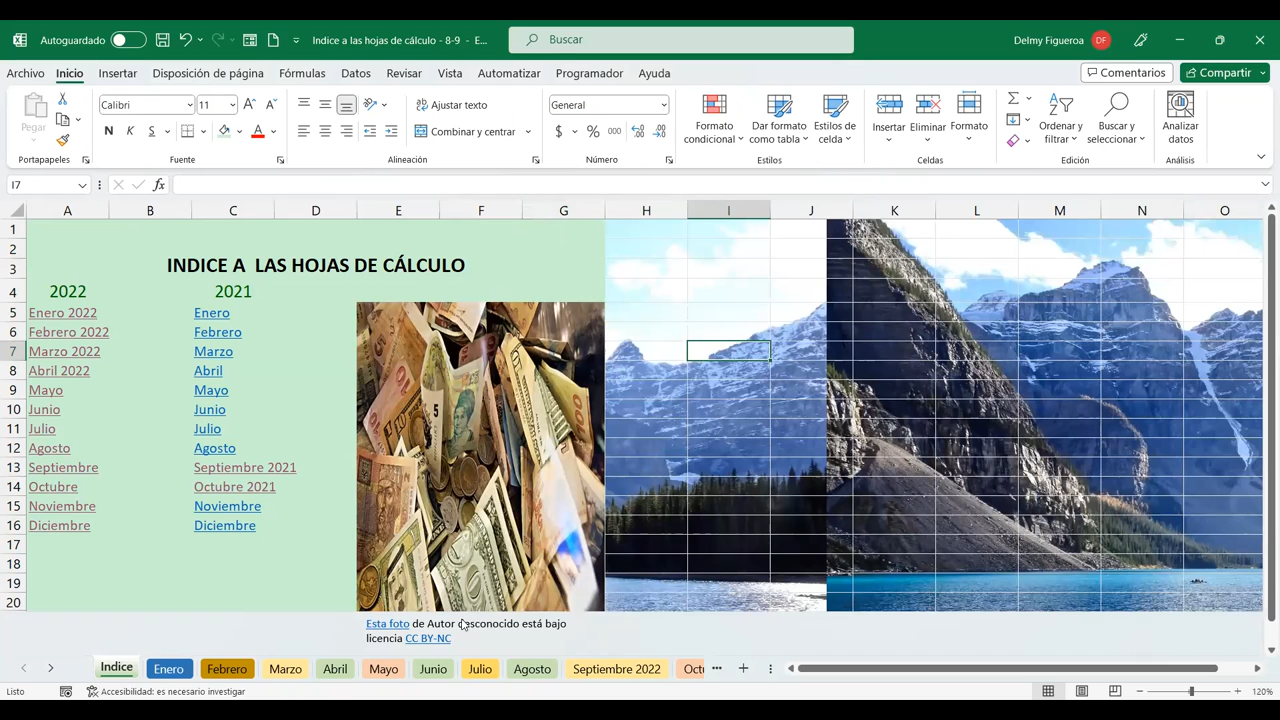 Autoguardado
Indice a las hojas de cálculo - 8-9 - E...
Buscar
Delmy Figueroa DF
Archivo Inicio Insertar Disposición de página Fórmulas Datos Revisar Vista Automatizar Programador Ayuda
Comentarios Compartir
Pegar
Calibri 11
N K S
Ajustar texto
Combinar y centrar
General
$ % 000
Formato condicional
Dar formato como tabla
Estilos de celda
Insertar
Eliminar
Formato
Ordenar y filtrar
Buscar y seleccionar
Analizar datos
Portapapeles Fuente Alineación Número Estilos Celdas Edición Análisis
I7 fx
A B C D E F G H I J K L M N O
1
2
3 INDICE A LAS HOJAS DE CÁLCULO
4 2022 2021
5 Enero 2022 Enero
6 Febrero 2022 Febrero
7 Marzo 2022 Marzo
8 Abril 2022 Abril
9 Mayo Mayo
10 Junio Junio
11 Julio Julio
12 Agosto Agosto
13 Septiembre Septiembre 2021
14 Octubre Octubre 2021
15 Noviembre Noviembre
16 Diciembre Diciembre
17
18
19
20
Esta foto de Autor desconocido está bajo
licencia CC BY-NC
Indice Enero Febrero Marzo Abril Mayo Junio Julio Agosto Septiembre 2022 Octu
Listo Accesibilidad: es necesario investigar 120%